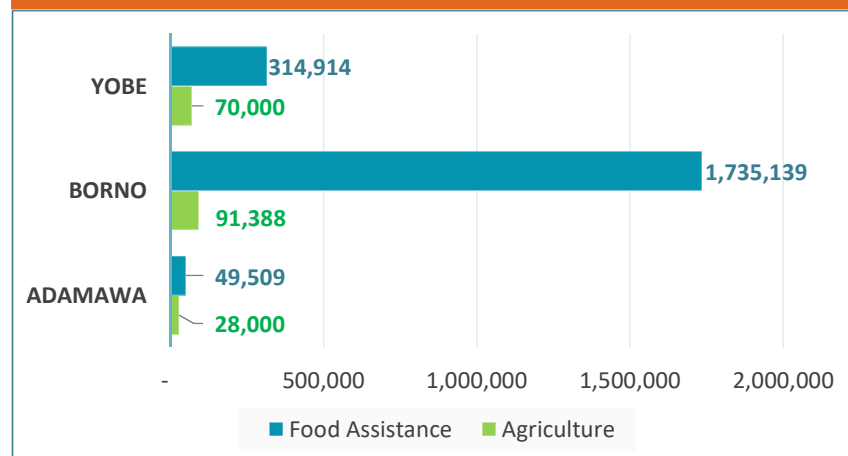 YOBE
314,914
70,000
BORNO
1,735,139
91,388
ADAMAWA
49,509
28,000
- 500,000 1,000,000 1,500,000 2,000,000
Food Assistance Agriculture